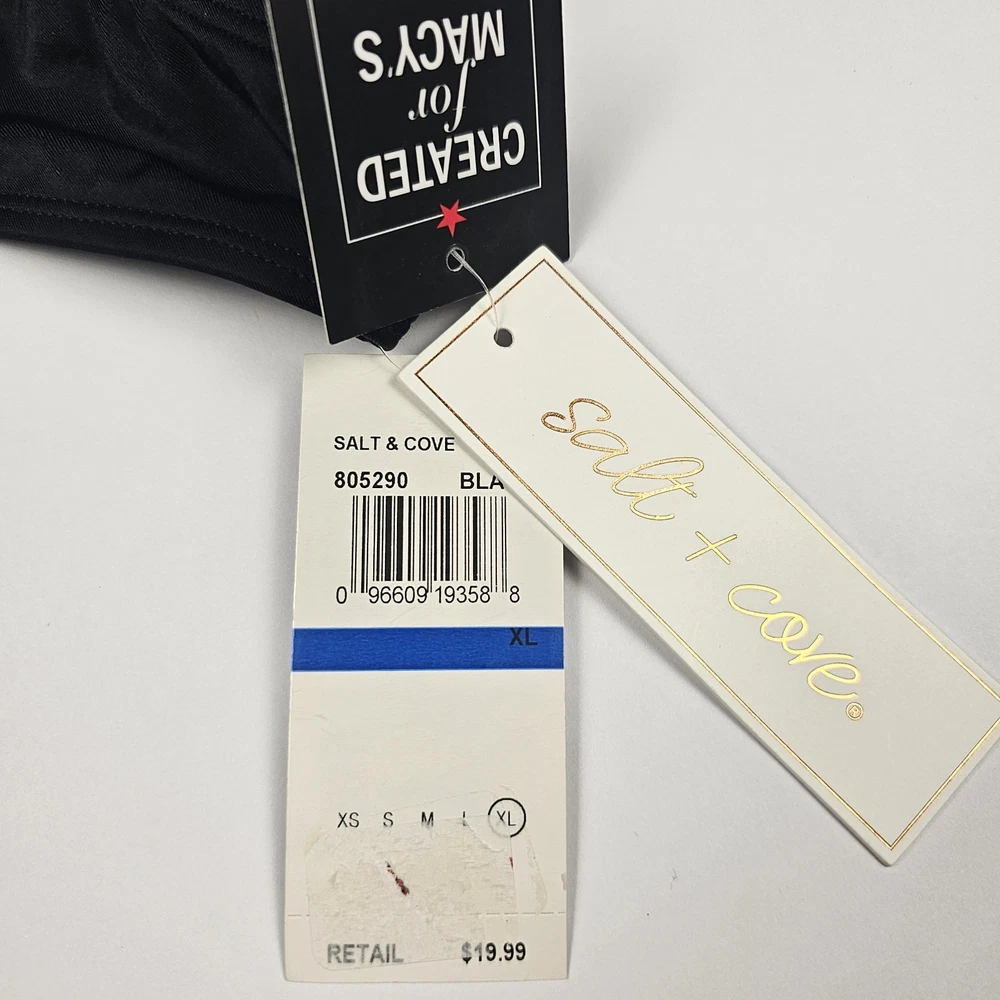 CREATED
for
MACY'S
salt + cove®
SALT & COVE
805290 BLA
0 96609 19358 8
XL
XS S M L XL
RETAIL $19.99